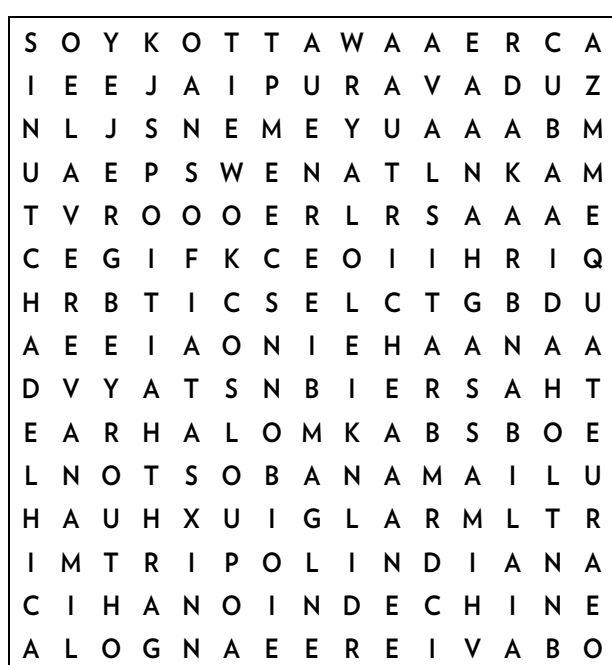 S O Y K O T T A W A A E R C A
I E E J A I P U R A V A D U Z
N L J S N E M E Y U A A A B M
U A E P S W E N A T L N K A M
T V R O O O E R L R S A A A E
C E G I F K C E O I I H R I Q
H R B T I C S E L C T G B D U
A E E I A O N I E H A A N A A
D V Y A T S N B I E R S A H T
E A R H A L O M K A B S B O E
L N O T S O B A N A M A I L U
H A U H X U I G L A R M L T R
I M T R I P O L I N D I A N A
C I H A N O I N D E C H I N E
A L O G N A E E R E I V A B O